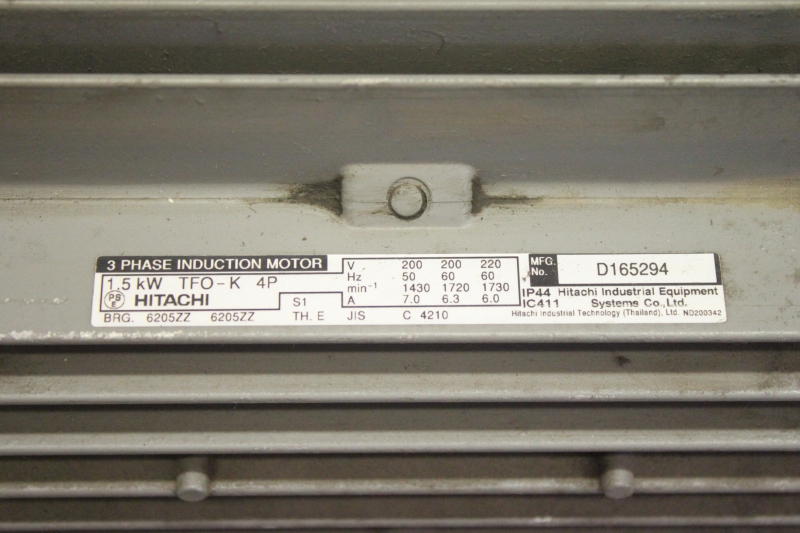 3 PHASE INDUCTION MOTOR
1.5 kW TFO-K 4P
PS E HITACHI S1
BRG. 6205ZZ 6205ZZ TH. E JIS C 4210
V 200 200 220
Hz 50 60 60
min⁻¹ 1430 1720 1730
A 7.0 6.3 6.0
MFG. No. D165294
IP44 Hitachi Industrial Equipment
IC411 Systems Co., Ltd.
Hitachi Industrial Technology (Thailand), Ltd. ND200342